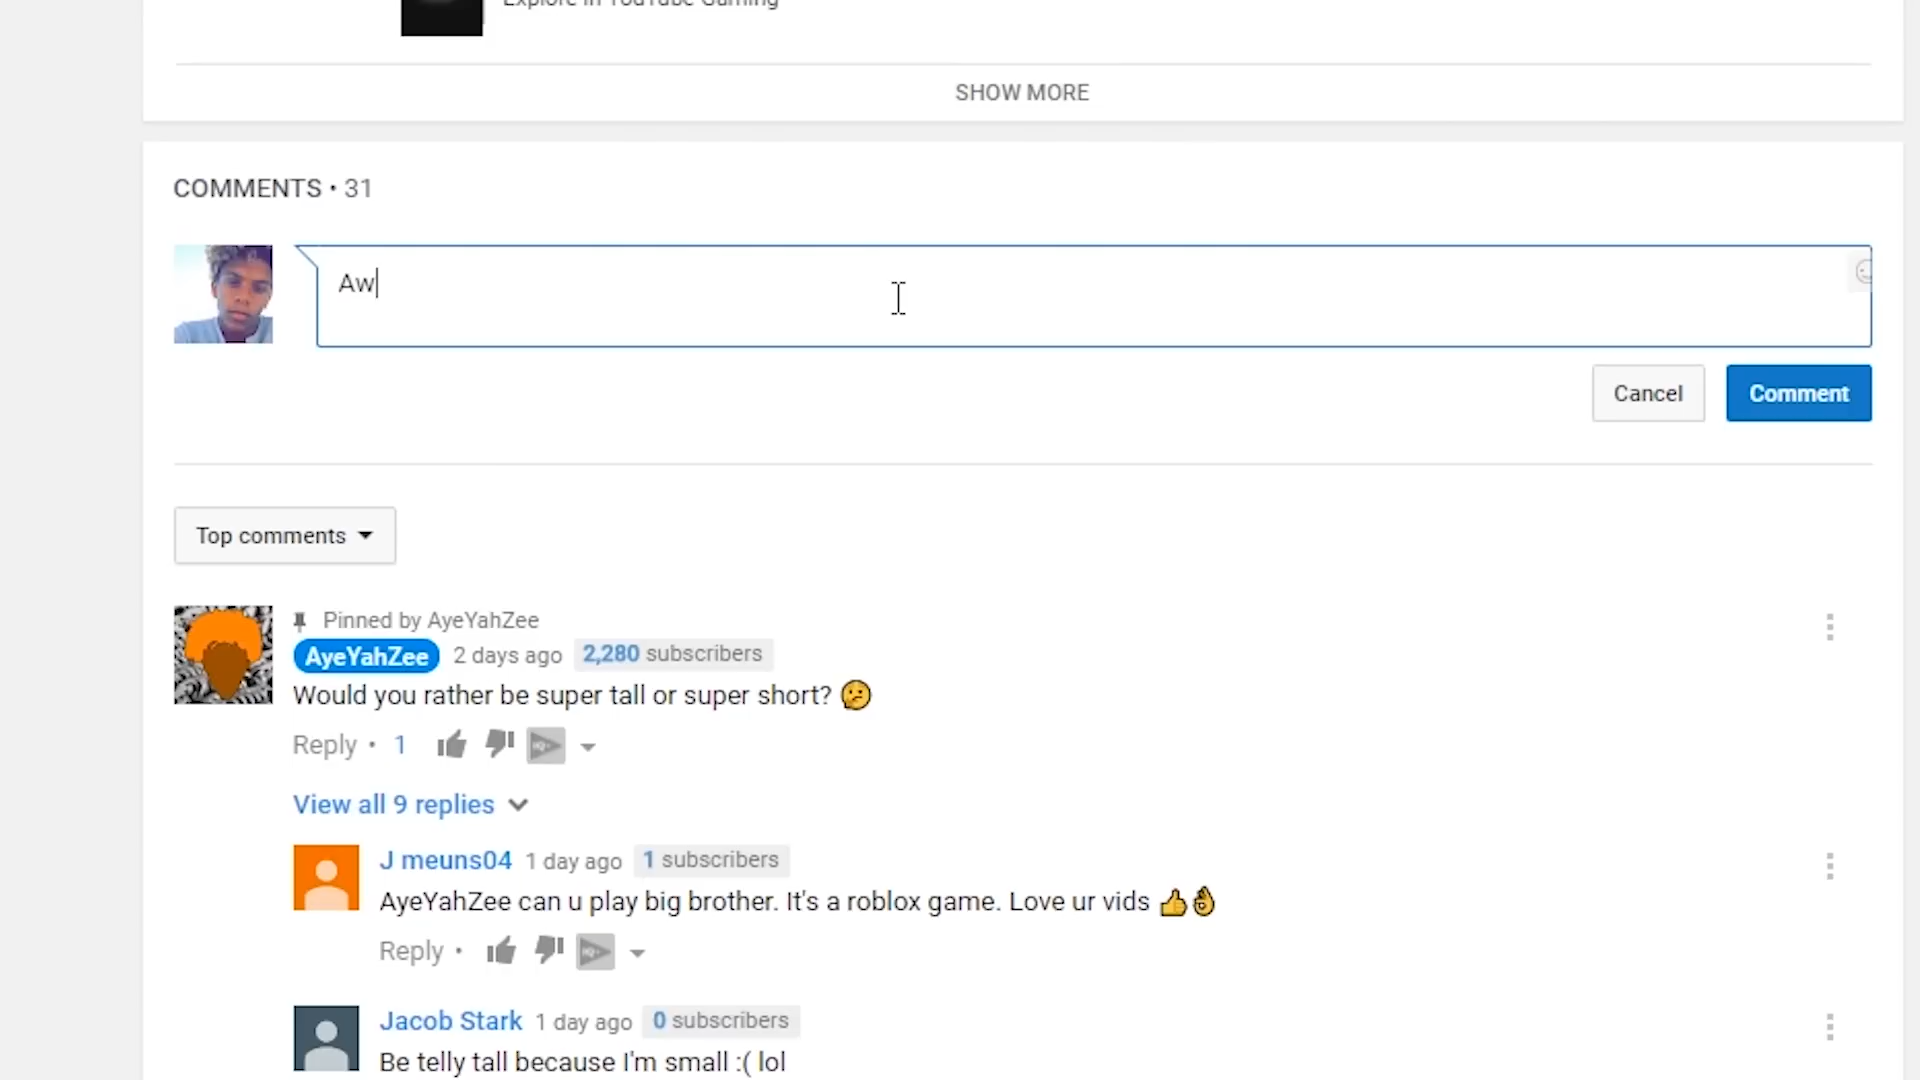 Explore in YouTube Gaming
SHOW MORE
COMMENTS • 31
Aw
Cancel
Comment
Top comments
Pinned by AyeYahZee
AyeYahZee 2 days ago 2,280 subscribers
Would you rather be super tall or super short? 🤔
Reply • 1
View all 9 replies
J meuns04 1 day ago 1 subscribers
AyeYahZee can u play big brother. It's a roblox game. Love ur vids 👍👌
Reply •
Jacob Stark 1 day ago 0 subscribers
Be telly tall because I'm small :( lol